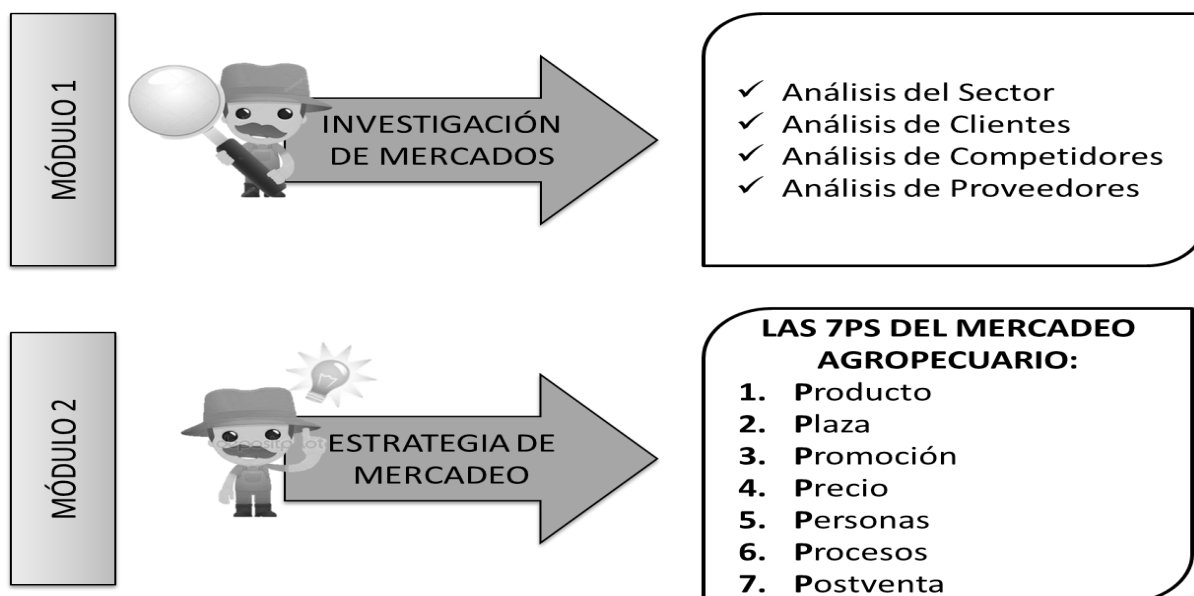 MÓDULO 1
INVESTIGACIÓN
DE MERCADOS
✓ Análisis del Sector
✓ Análisis de Clientes
✓ Análisis de Competidores
✓ Análisis de Proveedores
MÓDULO 2
ESTRATEGIA DE
MERCADEO
LAS 7PS DEL MERCADEO
AGROPECUARIO:
1. Producto
2. Plaza
3. Promoción
4. Precio
5. Personas
6. Procesos
7. Postventa